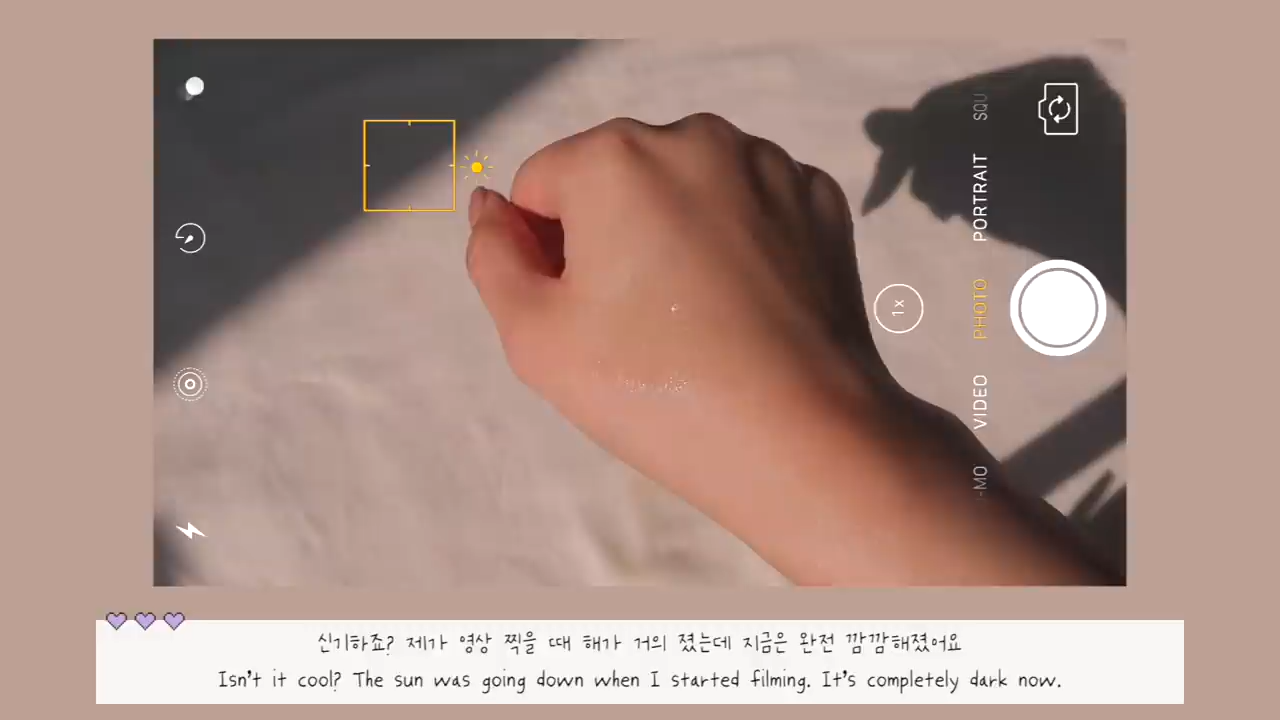 SQU
PORTRAIT
PHOTO
VIDEO
-MO
1x
신기하죠? 제가 영상 찍을 때 해가 거의 졌는데 지금은 완전 깜깜해졌어요
Isn't it cool? The sun was going down when I started filming. It's completely dark now.